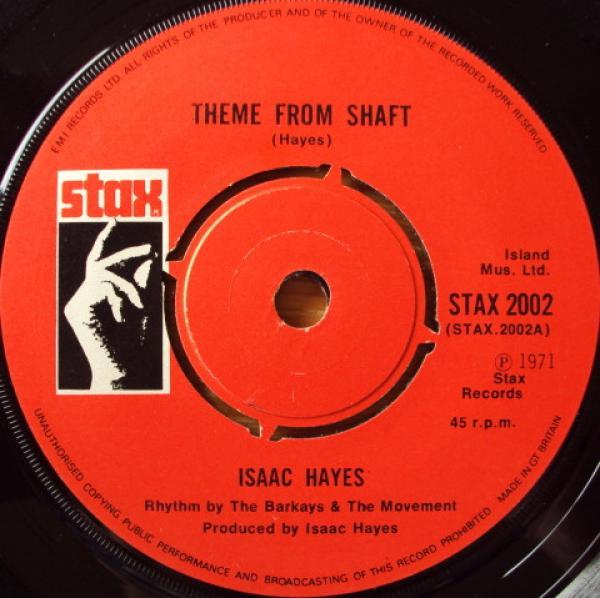 EMI RECORDS LTD ALL RIGHTS OF THE PRODUCER AND OF THE OWNER OF THE RECORDED WORK RESERVED
THEME FROM SHAFT
(Hayes)
stax
Island
Mus. Ltd.
STAX 2002
(STAX.2002A)
℗ 1971
Stax
Records
45 r.p.m.
ISAAC HAYES
Rhythm by The Barkays & The Movement
Produced by Isaac Hayes
UNAUTHORISED COPYING PUBLIC PERFORMANCE AND BROADCASTING OF THIS RECORD PROHIBITED MADE IN GT BRITAIN